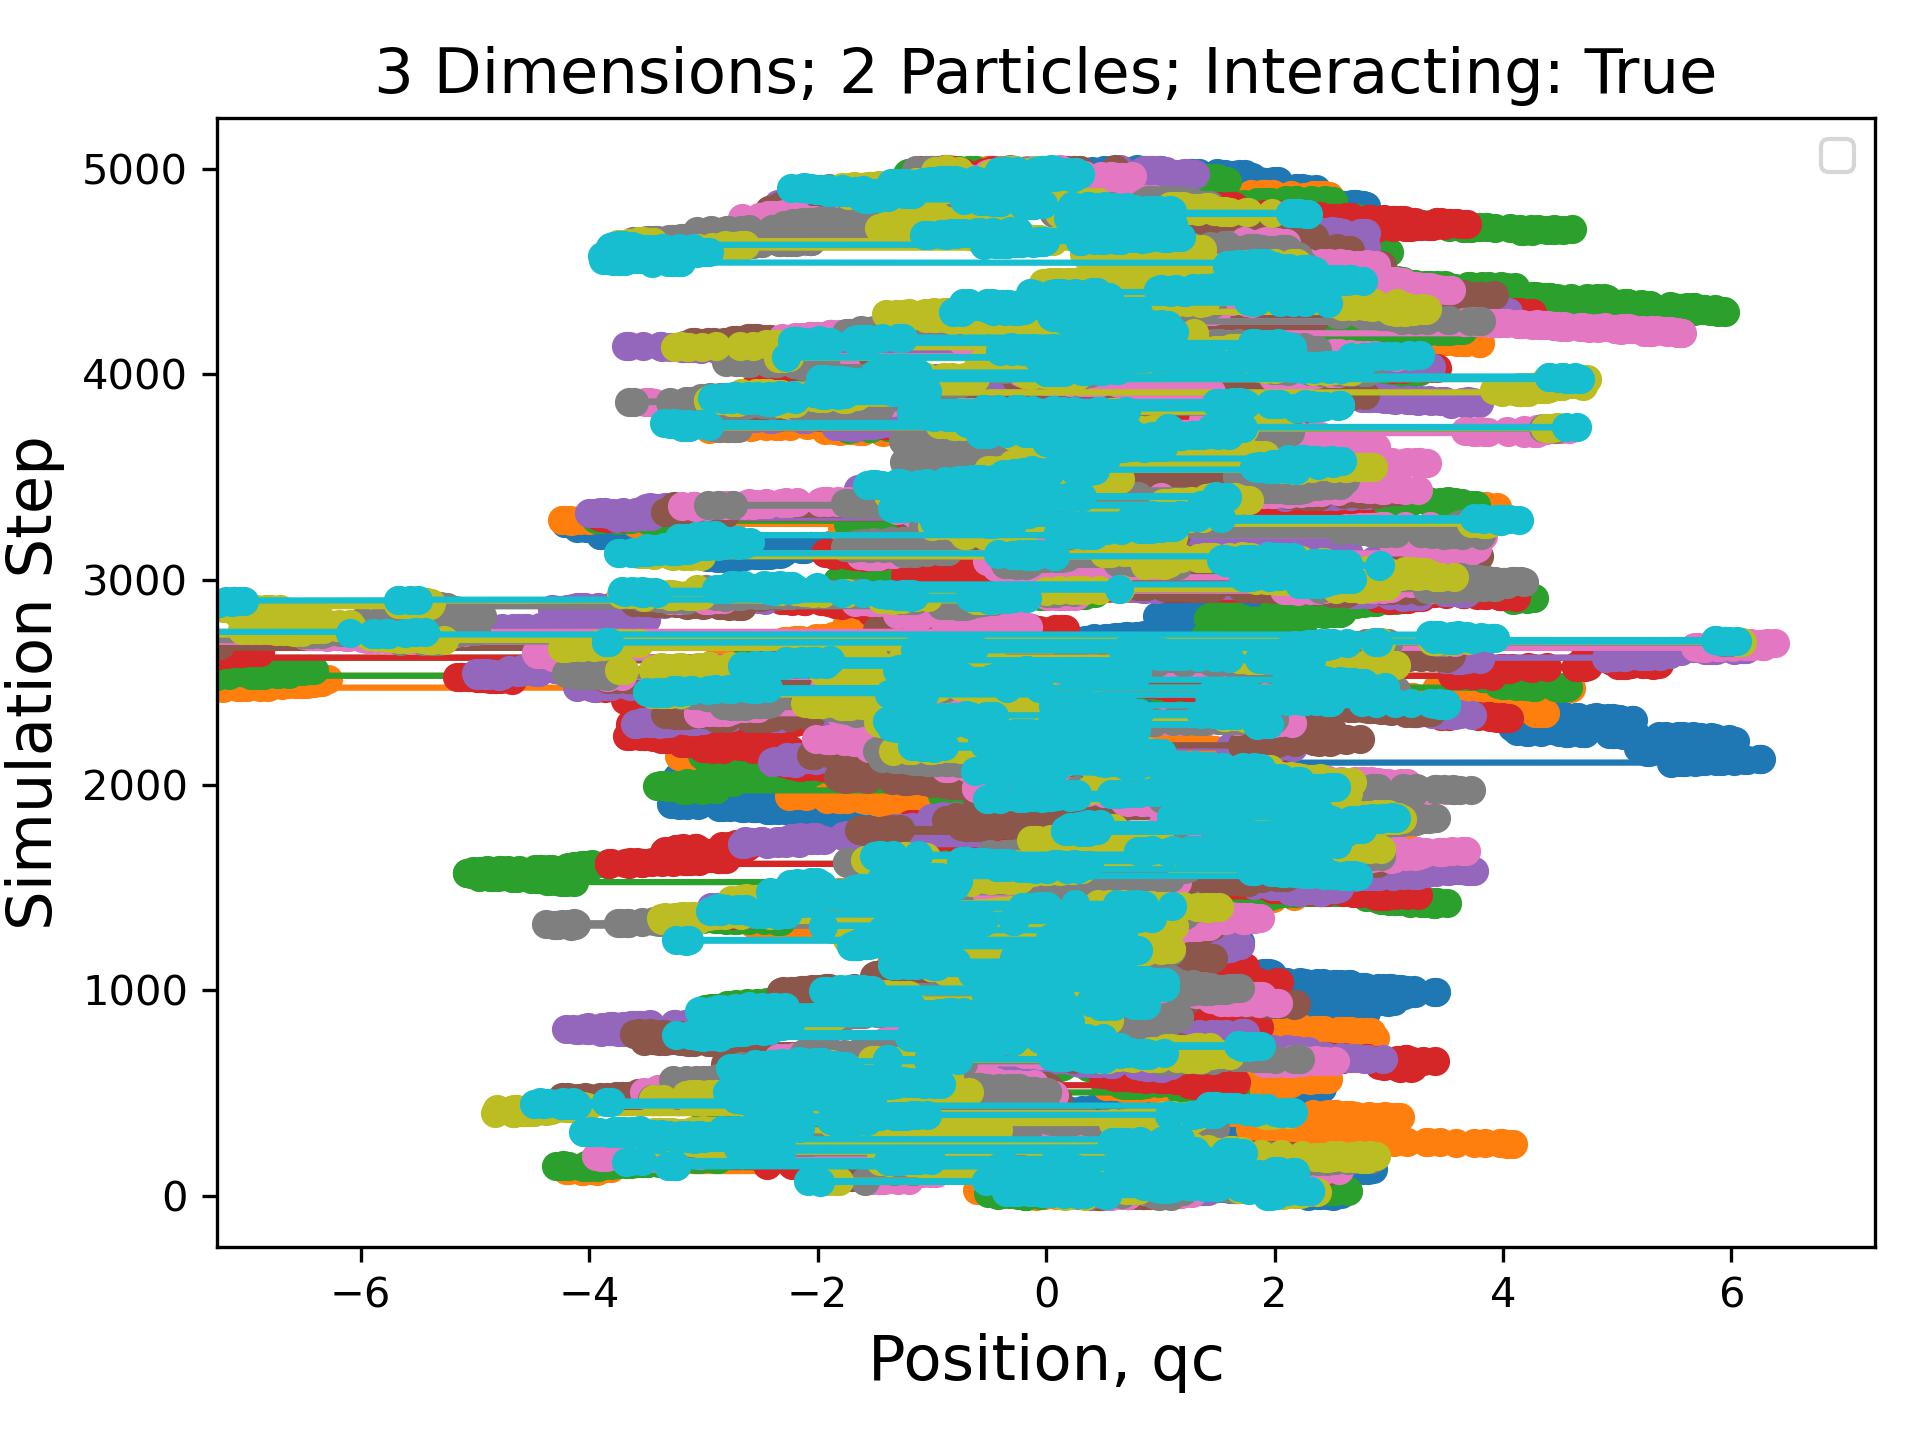 3 Dimensions; 2 Particles; Interacting: True
Simulation Step
5000
4000
3000
2000
1000
0
−6 −4 −2 0 2 4 6
Position, qc